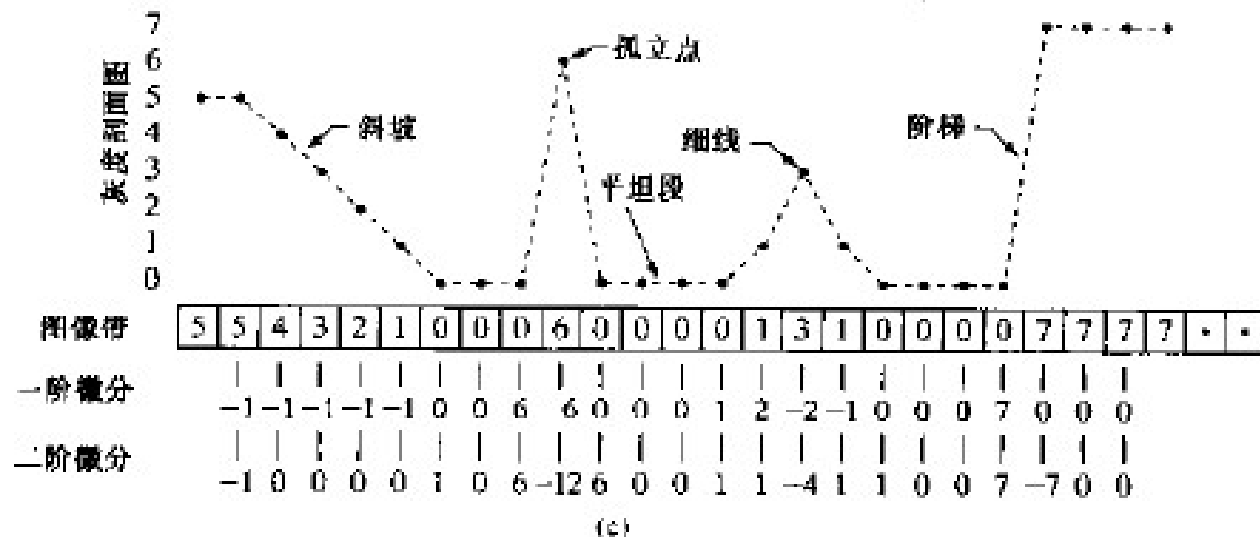 7
6
孤立点
5
4
斜坡
阶梯
细线
3
平坦段
2
1
0
灰度剖面图
图像带 5 5 4 3 2 1 0 0 0 6 0 0 0 0 1 3 1 0 0 0 0 7 7 7 7 · ·
一阶微分 -1 -1 -1 -1 -1 0 0 6 6 0 0 0 1 2 -2 -1 0 0 0 7 0 0 0
二阶微分 -1 0 0 0 0 1 0 6 -12 6 0 0 1 1 -4 1 1 0 0 7 -7 0 0
(c)